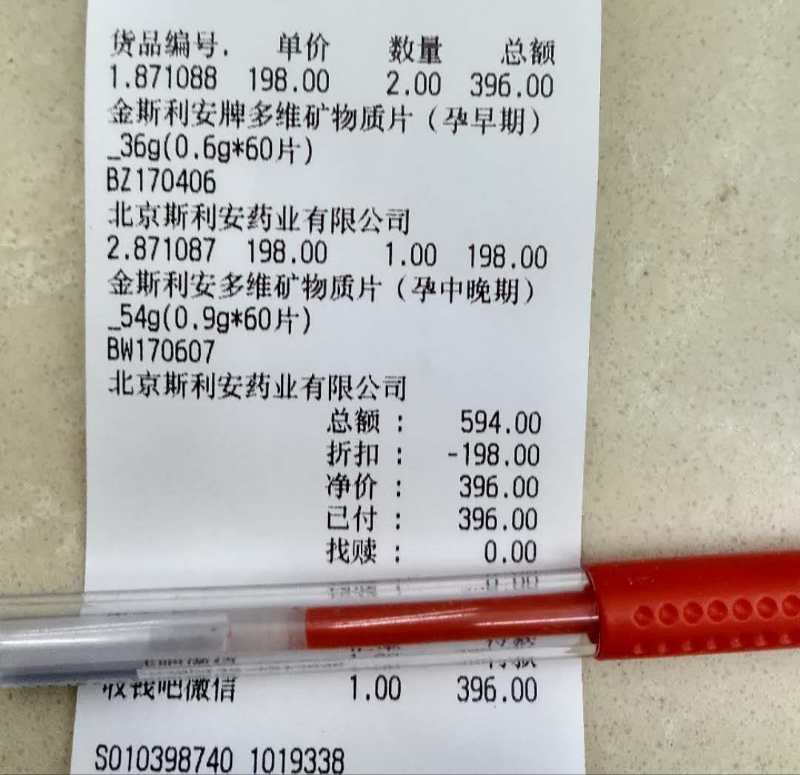 货品编号. 单价 数量 总额
1.871088 198.00 2.00 396.00
金斯利安牌多维矿物质片(孕早期)
_36g(0.6g*60片)
BZ170406
北京斯利安药业有限公司
2.871087 198.00 1.00 198.00
金斯利安多维矿物质片(孕中晚期)
_54g(0.9g*60片)
BW170607
北京斯利安药业有限公司
总额: 594.00
折扣: -198.00
净价: 396.00
已付: 396.00
找赎: 0.00
收钱吧微信 1.00 396.00
S010398740 1019338